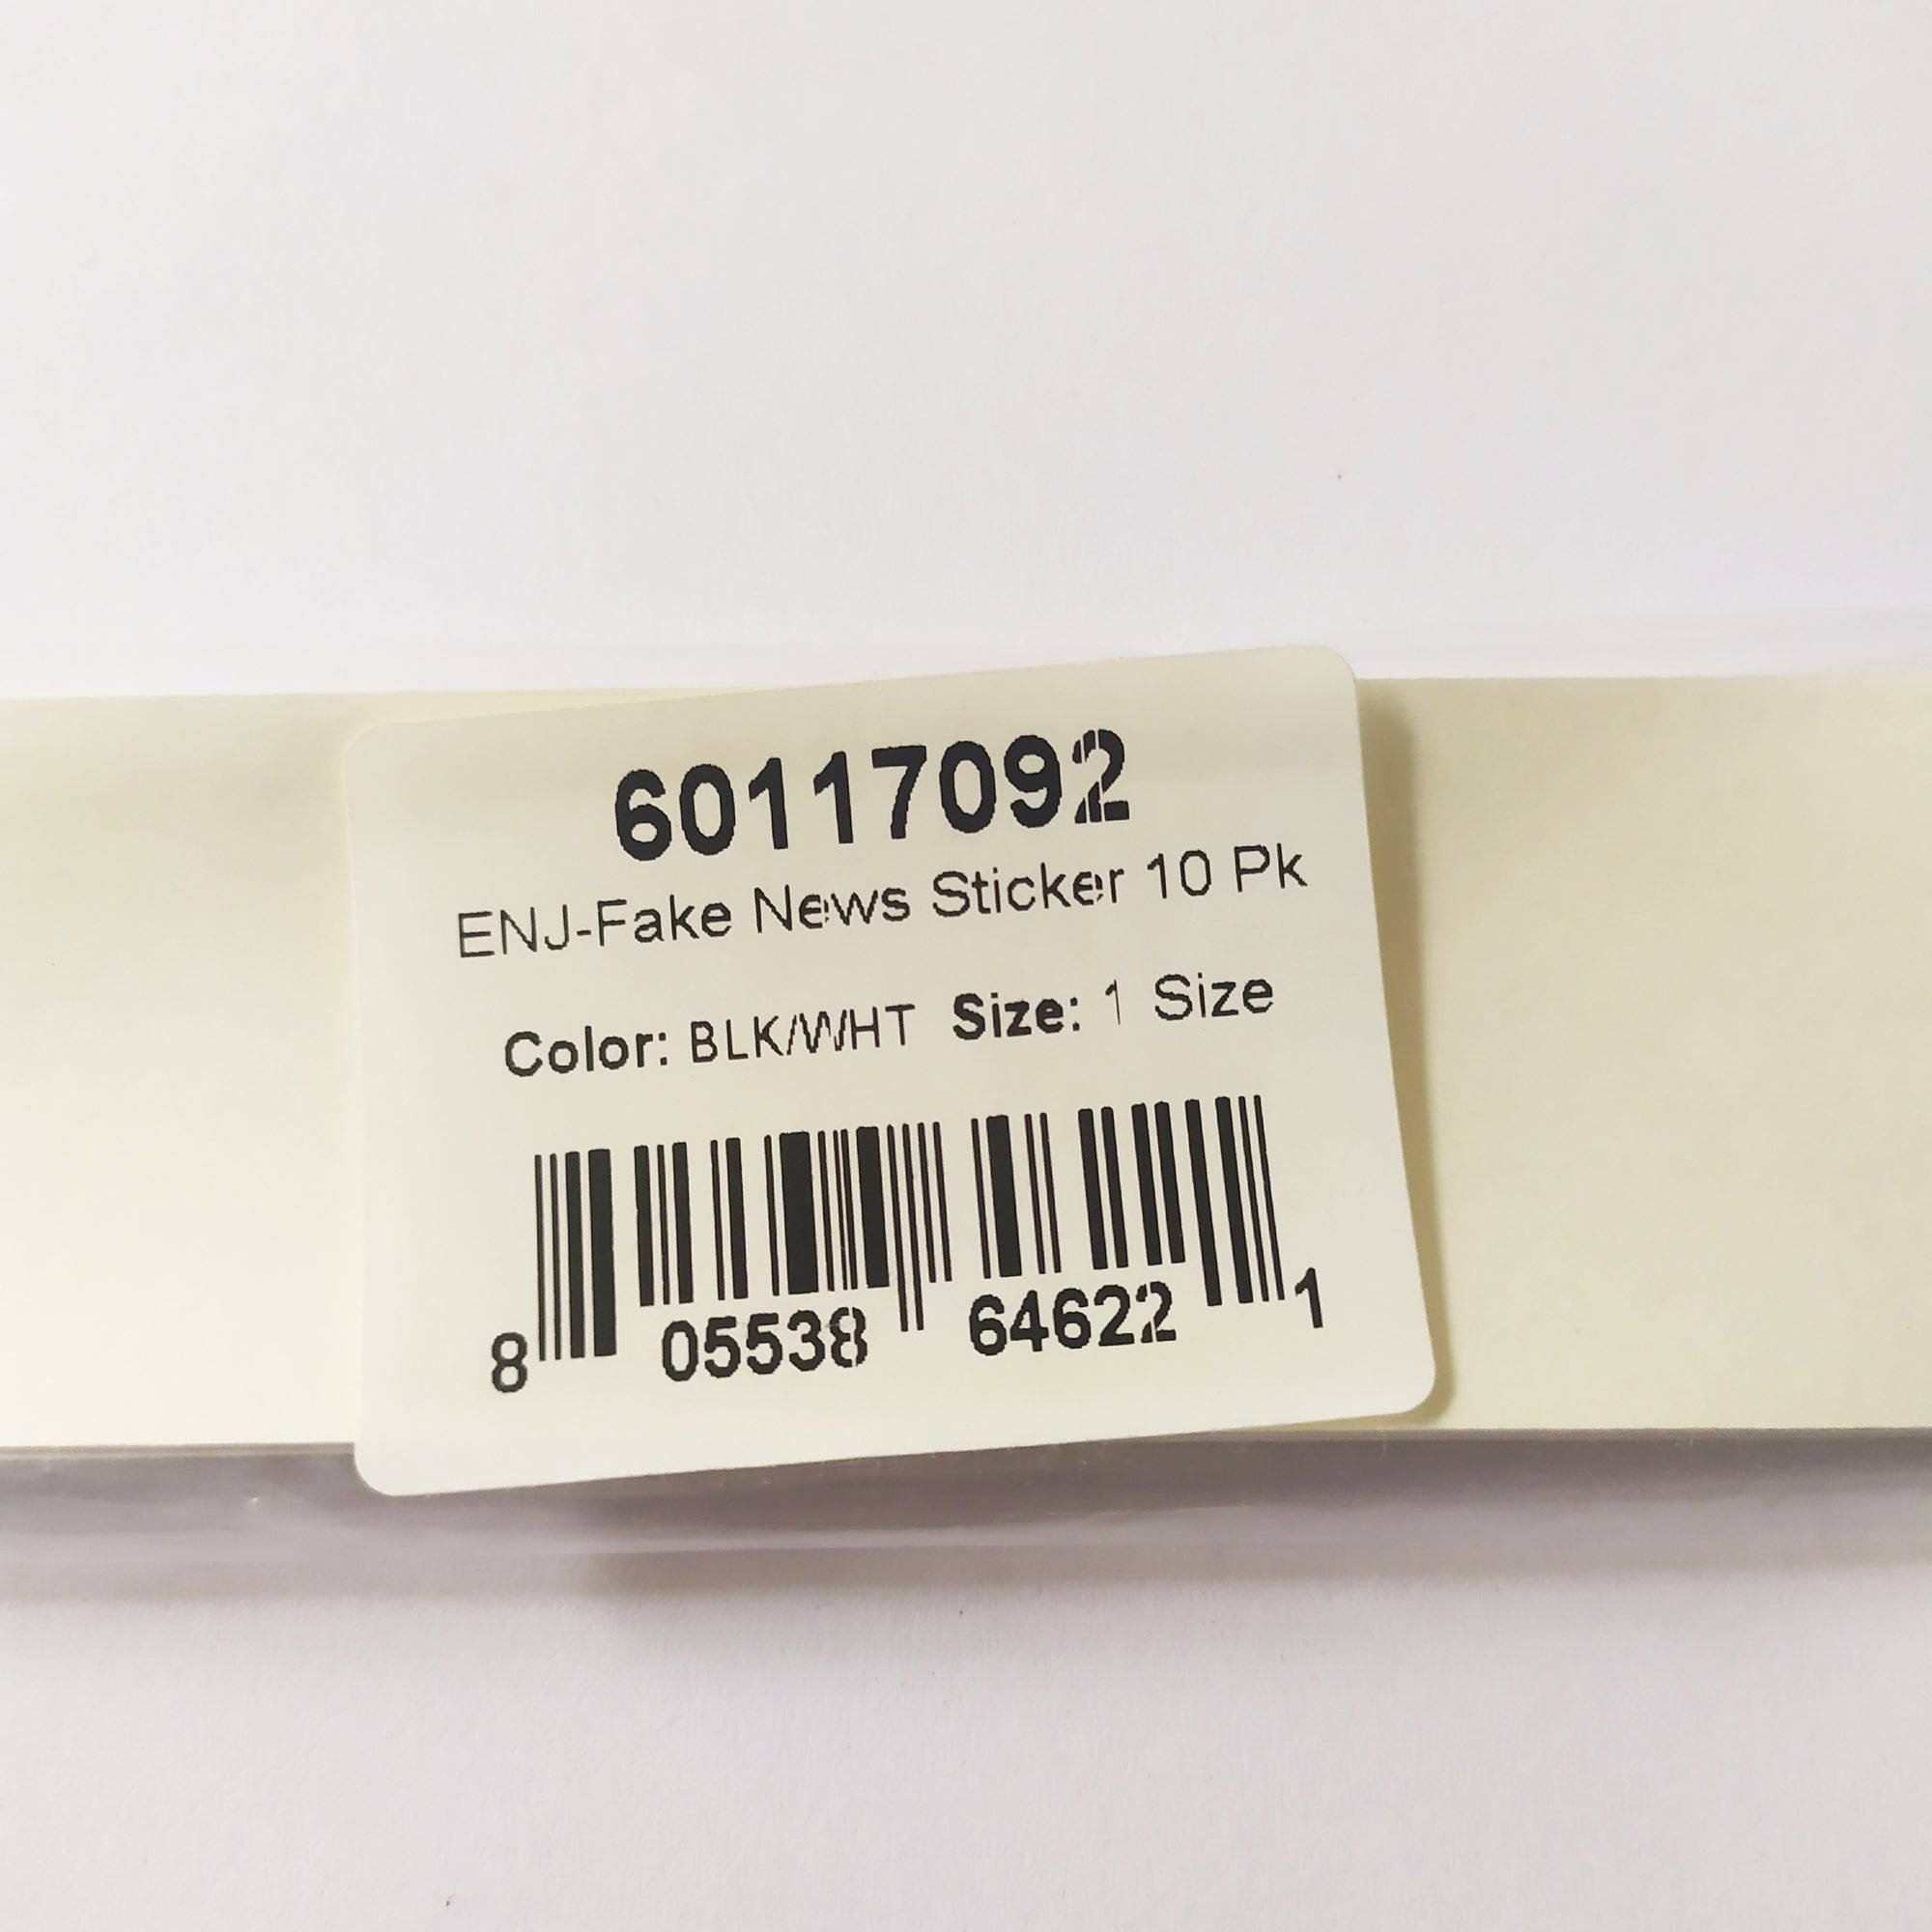 60117092
ENJ-Fake News Sticker 10 Pk
Color: BLK/WHT Size: 1 Size
8 05538 64622 1